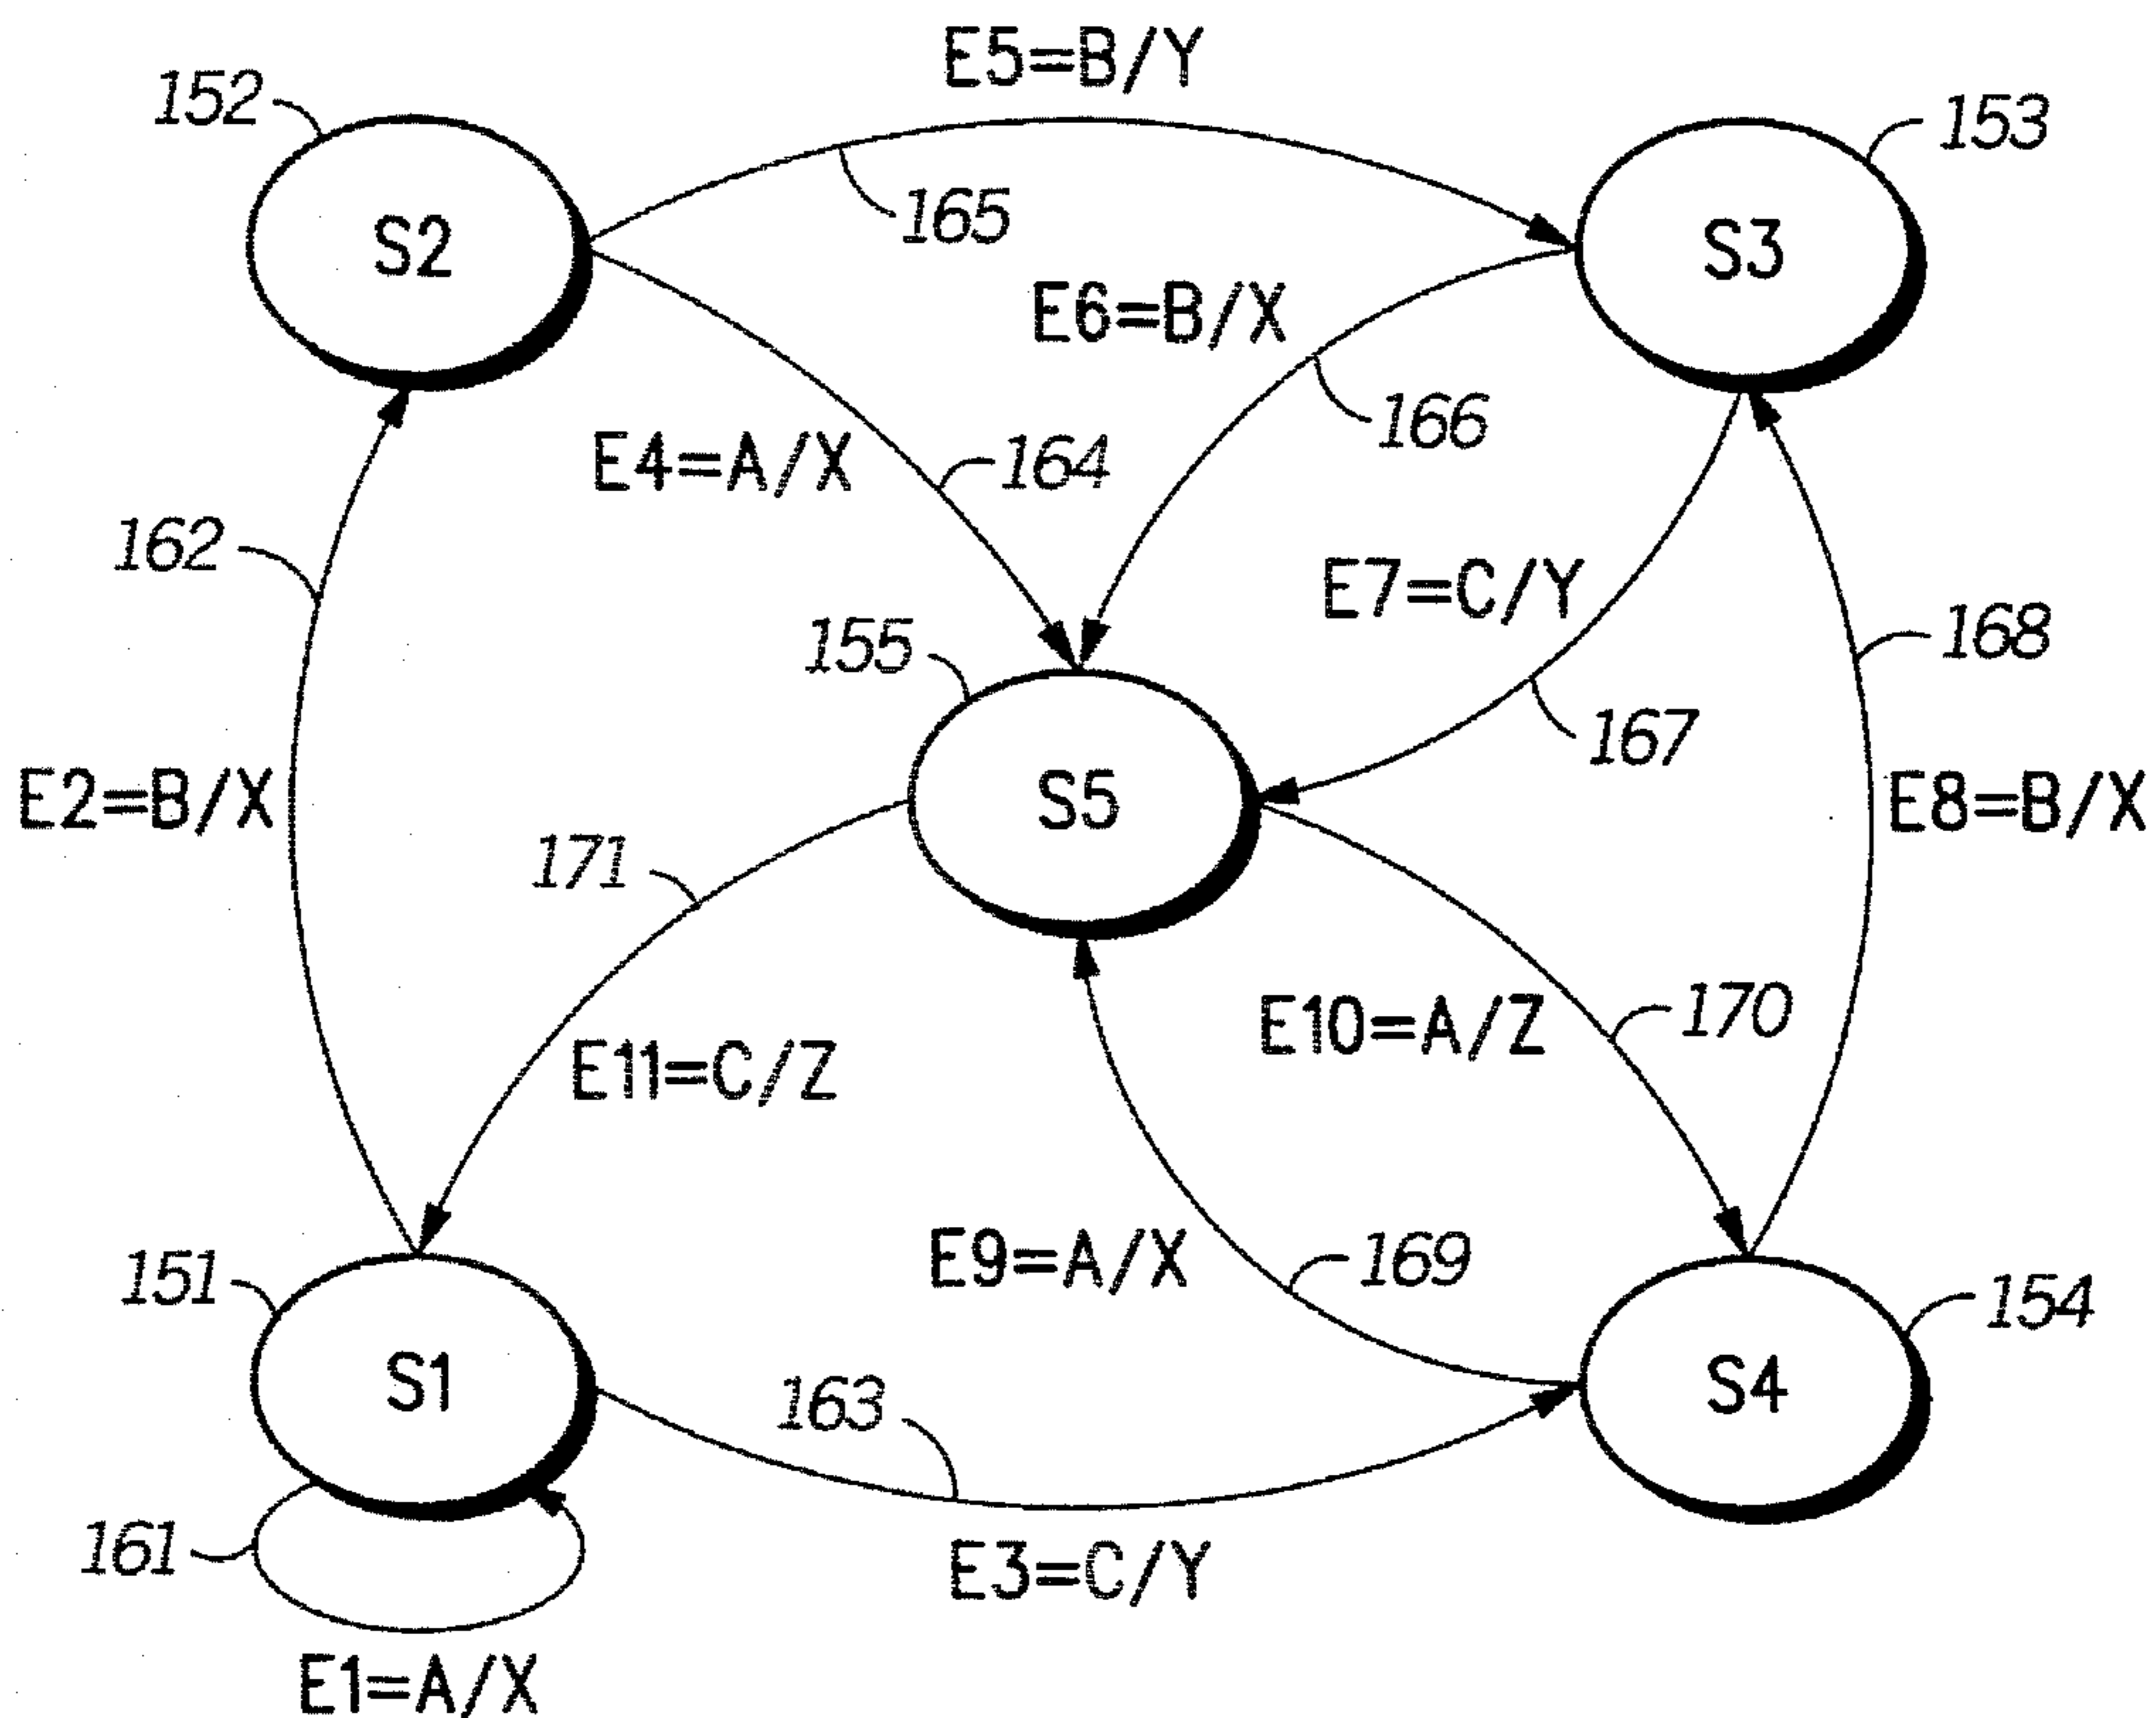 E5=B/Y
152
153
165
S2
S3
E6=B/X
166
E4=A/X
164
162
E7=C/Y
155
168
167
E2=B/X
S5
E8=B/X
171
170
E10=A/Z
E11=C/Z
E9=A/X
169
151
154
S1
163
S4
161
E3=C/Y
E1=A/X